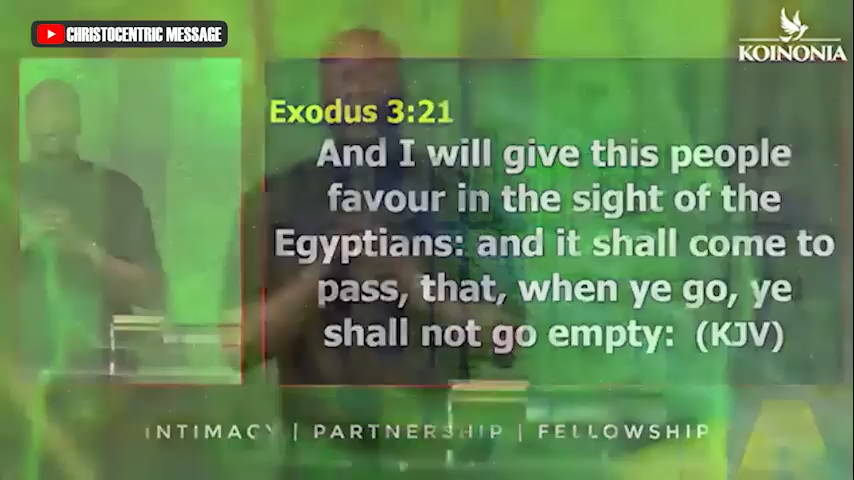 CHRISTOCENTRIC MESSAGE
KOINONIA
Exodus 3:21
And I will give this people
favour in the sight of the
Egyptians: and it shall come to
pass, that, when ye go, ye
shall not go empty: (KJV)
INTIMACY | PARTNERSHIP | FELLOWSHIP